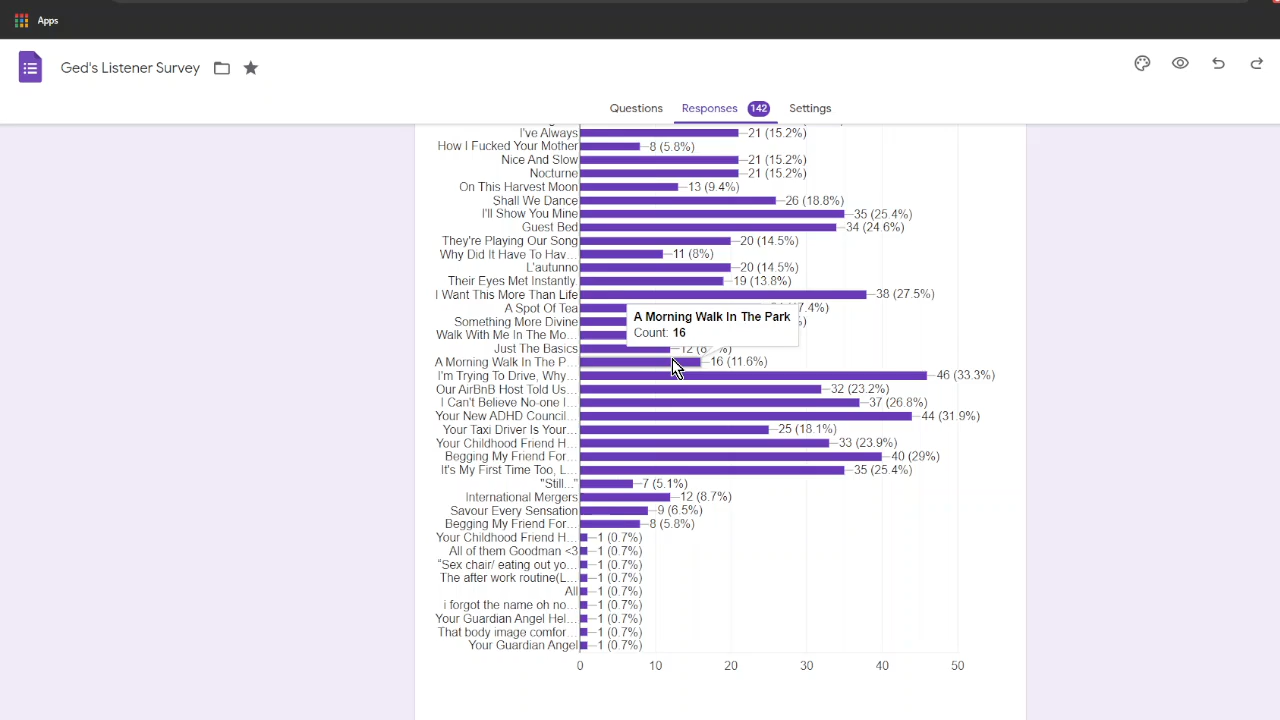 Apps
Ged's Listener Survey
Questions Responses 142 Settings
I've Always 21 (15.2%)
How I Fucked Your Mother 8 (5.8%)
Nice And Slow 21 (15.2%)
Nocturne 21 (15.2%)
On This Harvest Moon 13 (9.4%)
Shall We Dance 26 (18.8%)
I'll Show You Mine 35 (25.4%)
Guest Bed 34 (24.6%)
They're Playing Our Song 20 (14.5%)
Why Did It Have To Hav... 11 (8%)
L'autunno 20 (14.5%)
Their Eyes Met Instantly. 19 (13.8%)
I Want This More Than Life 38 (27.5%)
A Spot Of Tea
A Morning Walk In The Park
Something More Divine
Count: 16
Walk With Me In The Mo...
Just The Basics 12
A Morning Walk In The P... 16 (11.6%)
I'm Trying To Drive, Why... 46 (33.3%)
Our AirBnB Host Told Us... 32 (23.2%)
I Can't Believe No-one I... 37 (26.8%)
Your New ADHD Council... 44 (31.9%)
Your Taxi Driver Is Your... 25 (18.1%)
Your Childhood Friend H... 33 (23.9%)
Begging My Friend For... 40 (29%)
It's My First Time Too, L... 35 (25.4%)
"Still..." 7 (5.1%)
International Mergers 12 (8.7%)
Savour Every Sensation 9 (6.5%)
Begging My Friend For... 8 (5.8%)
Your Childhood Friend H... 1 (0.7%)
All of them Goodman <3 1 (0.7%)
“Sex chair/ eating out yo... 1 (0.7%)
The after work routine(L... 1 (0.7%)
All 1 (0.7%)
i forgot the name oh no... 1 (0.7%)
Your Guardian Angel Hel... 1 (0.7%)
That body image comfor... 1 (0.7%)
Your Guardian Angel 1 (0.7%)
0 10 20 30 40 50